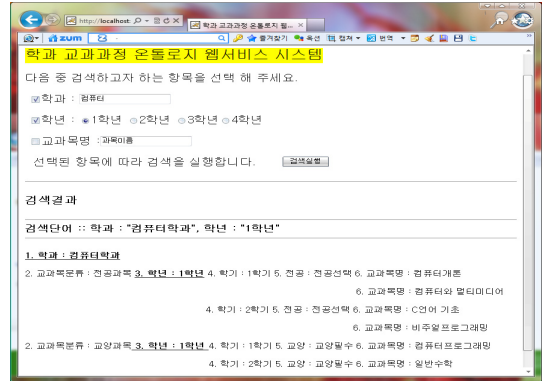 http://localhost
학과 교과과정 온톨로지 웹...
zum
즐겨찾기 옥션 캡쳐 번역
학과 교과과정 온톨로지 웹서비스 시스템
다음 중 검색하고자 하는 항목을 선택 해 주세요.
학과 : 컴퓨터
학년 : 1학년 2학년 3학년 4학년
교과목명 : 과목이름
선택된 항목에 따라 검색을 실행합니다. 검색실행
검색결과
검색단어 :: 학과 : "컴퓨터학과", 학년 : "1학년"
1. 학과 : 컴퓨터학과
2. 교과목분류 : 전공과목 3. 학년 : 1학년 4. 학기 : 1학기 5. 전공 : 전공선택 6. 교과목명 : 컴퓨터개론
6. 교과목명 : 컴퓨터와 멀티미디어
4. 학기 : 2학기 5. 전공 : 전공선택 6. 교과목명 : C언어 기초
6. 교과목명 : 비주얼프로그래밍
2. 교과목분류 : 교양과목 3. 학년 : 1학년 4. 학기 : 1학기 5. 교양 : 교양필수 6. 교과목명 : 컴퓨터프로그래밍
4. 학기 : 2학기 5. 교양 : 교양필수 6. 교과목명 : 일반수학